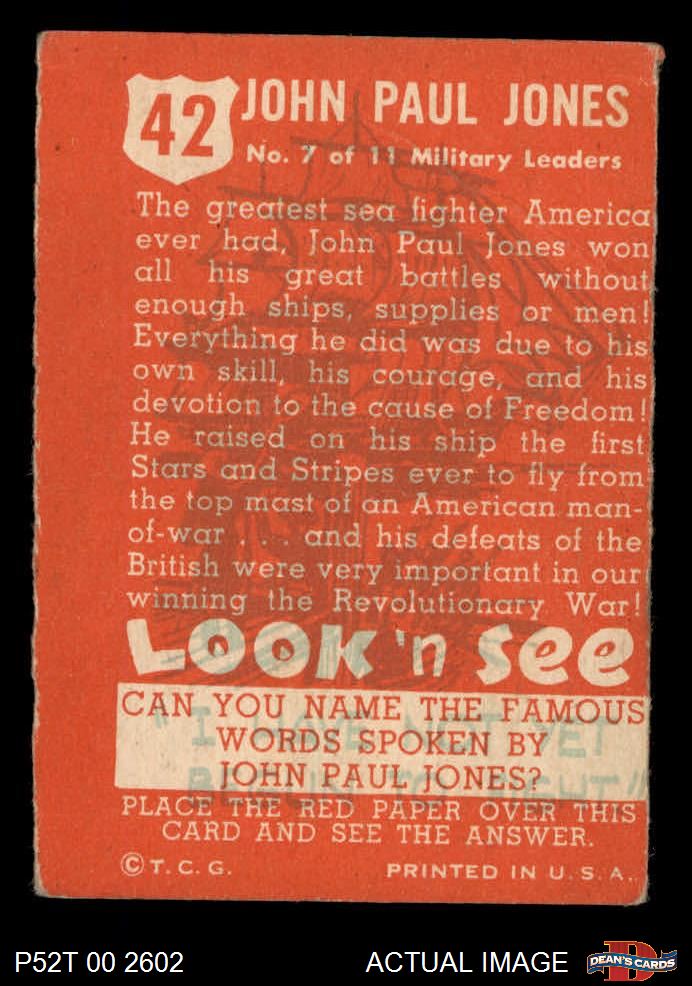 42 JOHN PAUL JONES
No. 7 of 11 Military Leaders
The greatest sea fighter America
ever had, John Paul Jones won
all his great battles without
enough ships, supplies or men!
Everything he did was due to his
own skill, his courage, and his
devotion to the cause of Freedom!
He raised on his ship the first
Stars and Stripes ever to fly from
the top mast of an American man-
of-war . . . and his defeats of the
British were very important in our
winning the Revolutionary War!
LOOK 'n SEE
CAN YOU NAME THE FAMOUS
WORDS SPOKEN BY
JOHN PAUL JONES?
"I HAVE NOT YET
BEGUN TO FIGHT"
PLACE THE RED PAPER OVER THIS
CARD AND SEE THE ANSWER.
© T. C. G. PRINTED IN U. S. A.
P52T 00 2602 ACTUAL IMAGE DEAN'S CARDS